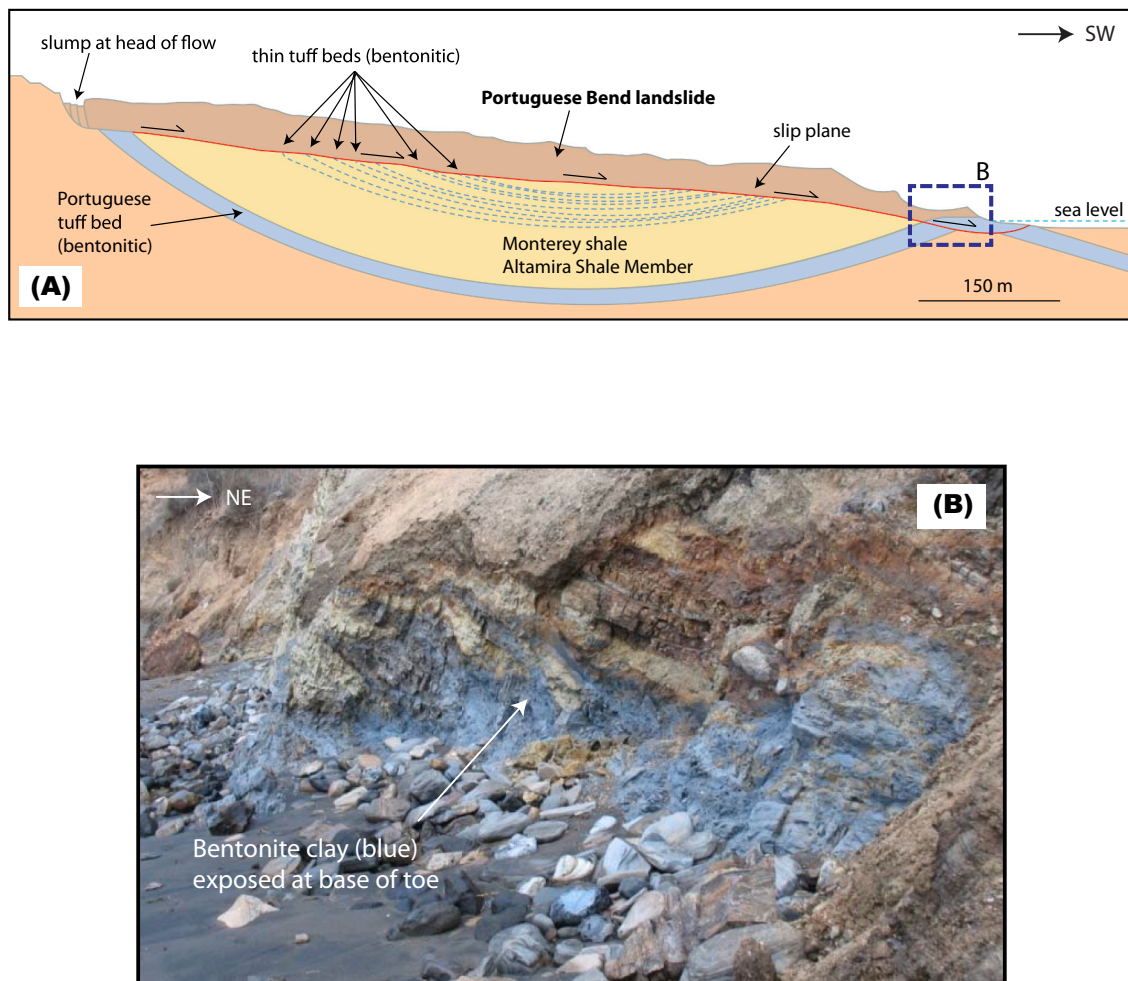 SW
slump at head of flow
thin tuff beds (bentonitic)
Portuguese Bend landslide
slip plane
B
Portuguese
tuff bed
(bentonitic)
sea level
Monterey shale
Altamira Shale Member
150 m
(A)
NE
(B)
Bentonite clay (blue)
exposed at base of toe